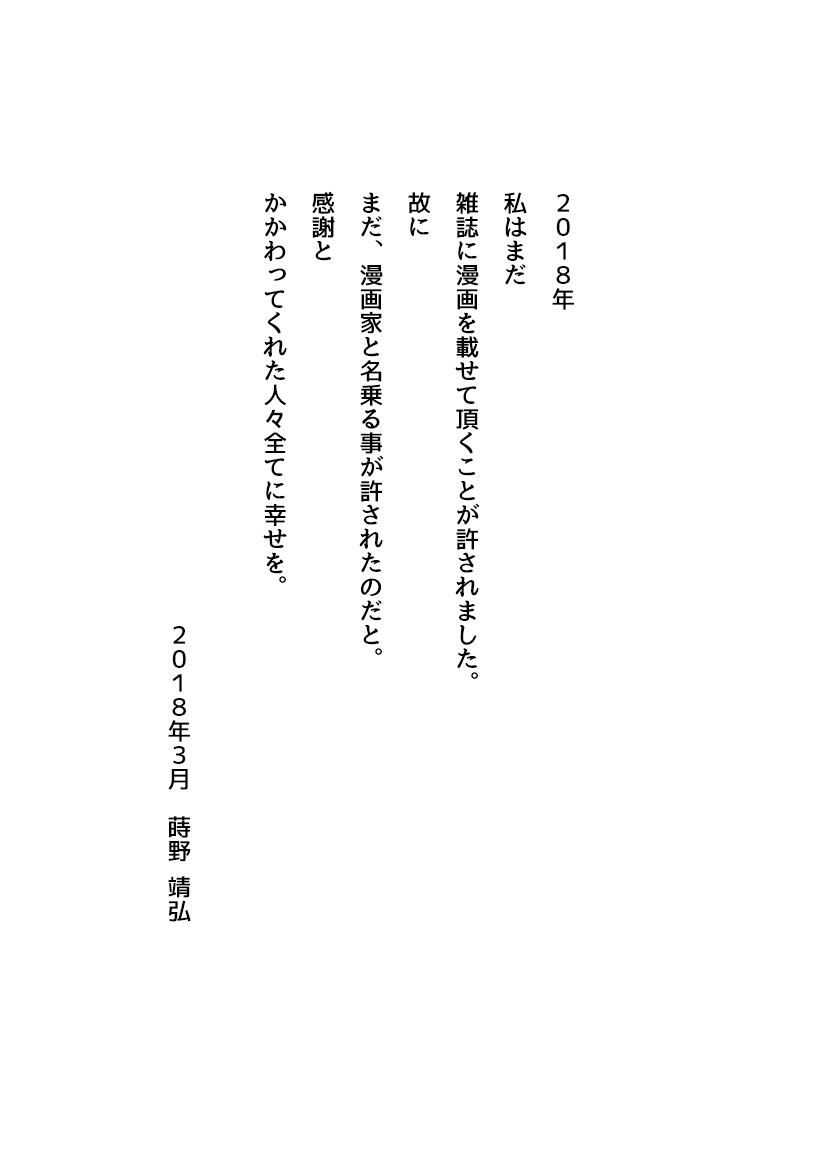 ２０１８年
私はまだ
雑誌に漫画を載せて頂くことが許されました。
故に
まだ、漫画家と名乗る事が許されたのだと。
感謝と
かかわってくれた人々全てに幸せを。
２０１８年３月　蒔野 靖弘